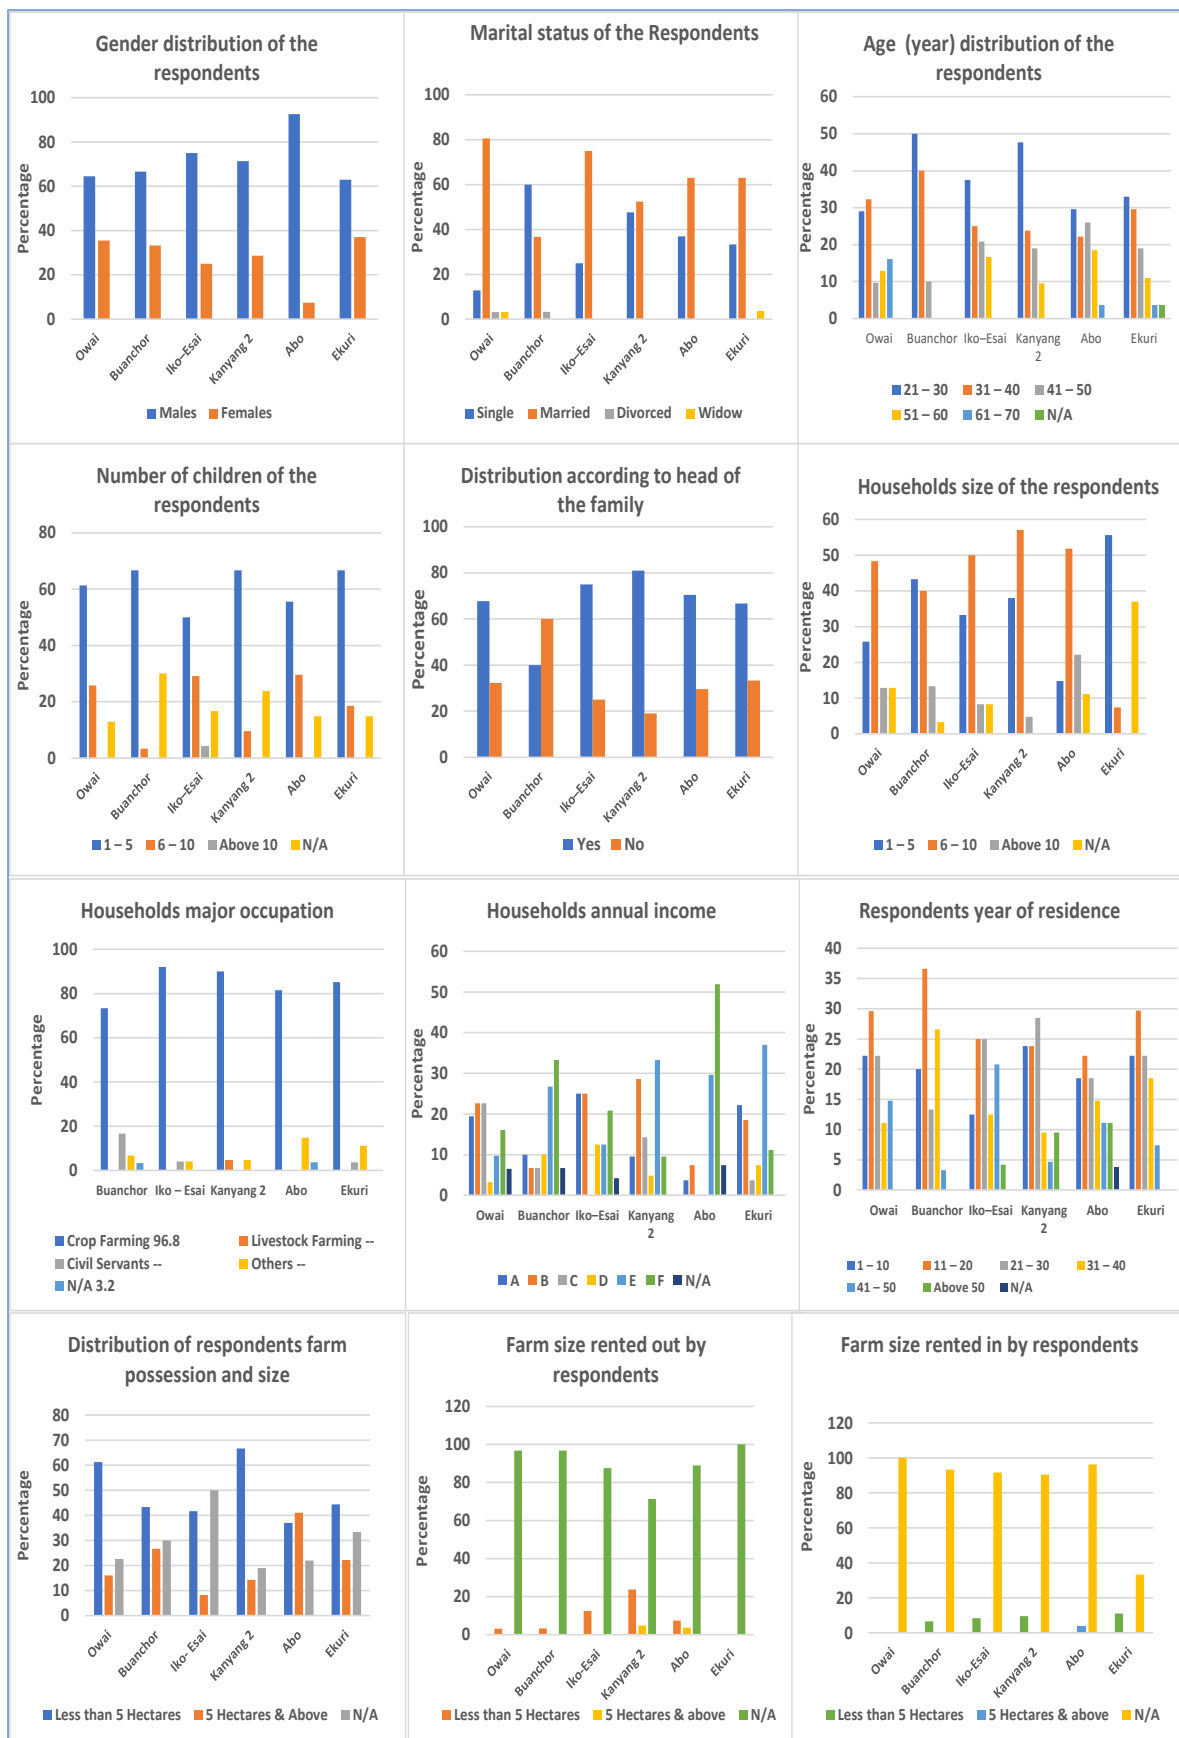 Gender distribution of the
respondents
Percentage
100
80
60
40
20
0
Owai
Buanchor
Iko–Esai
Kanyang 2
Abo
Ekuri
Males Females
Marital status of the Respondents
Percentage
100
80
60
40
20
0
Owai
Buanchor
Iko–Esai
Kanyang 2
Abo
Ekuri
Single Married Divorced Widow
Age (year) distribution of the
respondents
Percentage
60
50
40
30
20
10
0
Owai Buanchor Iko–Esai Kanyang Abo Ekuri
2
21 – 30 31 – 40 41 – 50
51 – 60 61 – 70 N/A
Number of children of the
respondents
Percentage
80
60
40
20
0
Owai
Buanchor
Iko–Esai
Kanyang 2
Abo
Ekuri
1 – 5 6 – 10 Above 10 N/A
Distribution according to head of
the family
Percentage
100
80
60
40
20
0
Owai
Buanchor
Iko–Esai
Kanyang 2
Abo
Ekuri
Yes No
Households size of the respondents
Percentage
60
50
40
30
20
10
0
Owai
Buanchor
Iko–Esai
Kanyang 2
Abo
Ekuri
1 – 5 6 – 10 Above 10 N/A
Households major occupation
Percentage
100
80
60
40
20
0
Buanchor Iko – Esai Kanyang 2 Abo Ekuri
Crop Farming 96.8 Livestock Farming --
Civil Servants -- Others --
N/A 3.2
Households annual income
Percentage
60
50
40
30
20
10
0
Owai Buanchor Iko–Esai Kanyang Abo Ekuri
2
A B C D E F N/A
Respondents year of residence
Percentage
40
35
30
25
20
15
10
5
0
Owai Buanchor Iko–Esai Kanyang Abo Ekuri
2
1 – 10 11 – 20 21 – 30 31 – 40
41 – 50 Above 50 N/A
Distribution of respondents farm
possession and size
Percentage
80
70
60
50
40
30
20
10
0
Owai
Buanchor
Iko- Esai
Kanyang 2
Abo
Ekuri
Less than 5 Hectares 5 Hectares & Above N/A
Farm size rented out by
respondents
Percentage
120
100
80
60
40
20
0
Owai
Buanchor
Iko-Esai
Kanyang 2
Abo
Ekuri
Less than 5 Hectares 5 Hectares & above N/A
Farm size rented in by respondents
Percentage
120
100
80
60
40
20
0
Owai
Buanchor
Iko-Esai
Kanyang 2
Abo
Ekuri
Less than 5 Hectares 5 Hectares & above N/A